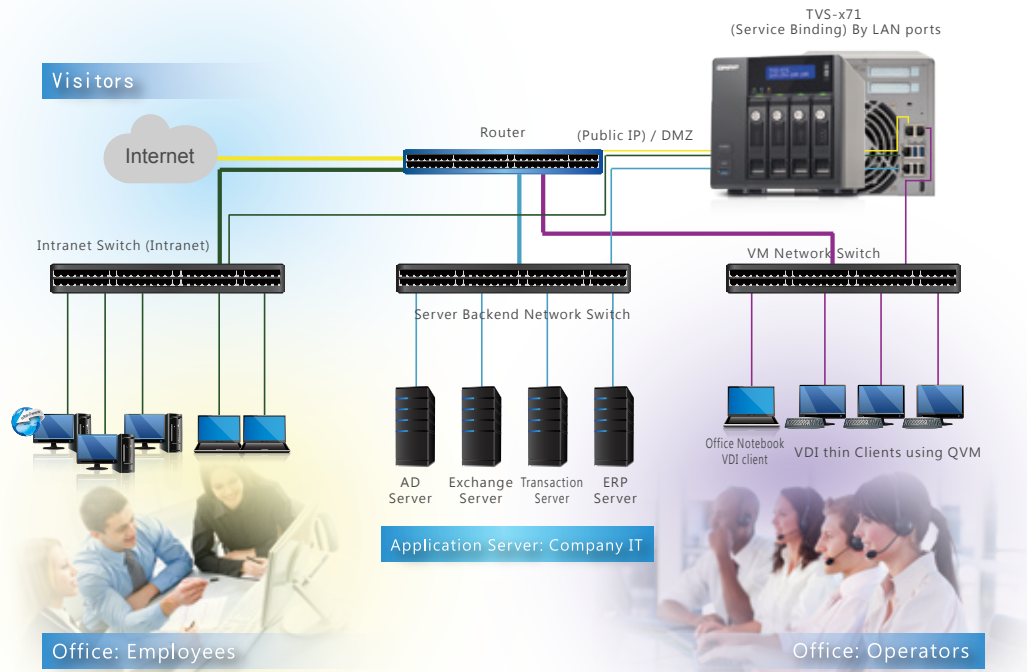 TVS-x71
(Service Binding) By LAN ports
Visitors
Router
(Public IP) / DMZ
Internet
Intranet Switch (Intranet)
VM Network Switch
Server Backend Network Switch
Office Notebook
VDI client
VDI thin Clients using QVM
AD
Server
Exchange
Server
Transaction
Server
ERP
Server
Application Server: Company IT
Office: Employees
Office: Operators